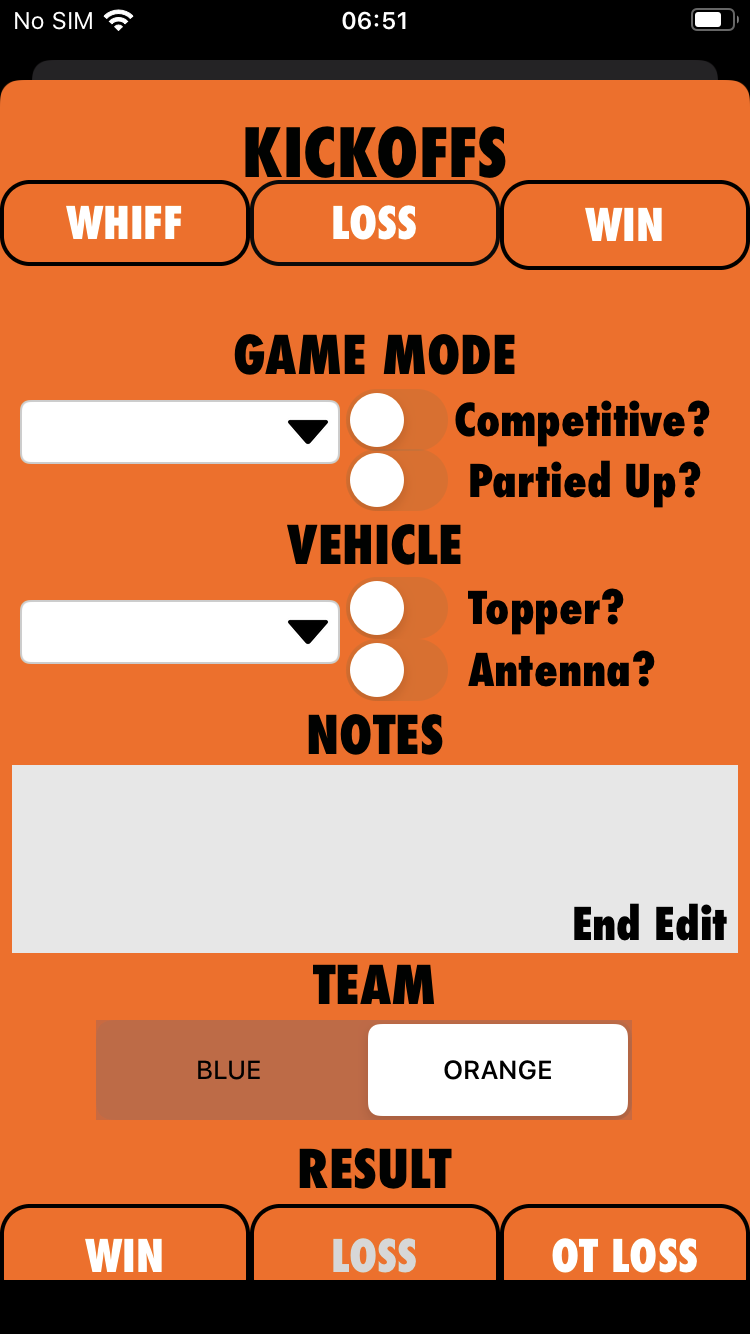 No SIM 06:51
KICKOFFS
WHIFF LOSS WIN
GAME MODE
Competitive?
Partied Up?
VEHICLE
Topper?
Antenna?
NOTES
End Edit
TEAM
BLUE ORANGE
RESULT
WIN LOSS OT LOSS